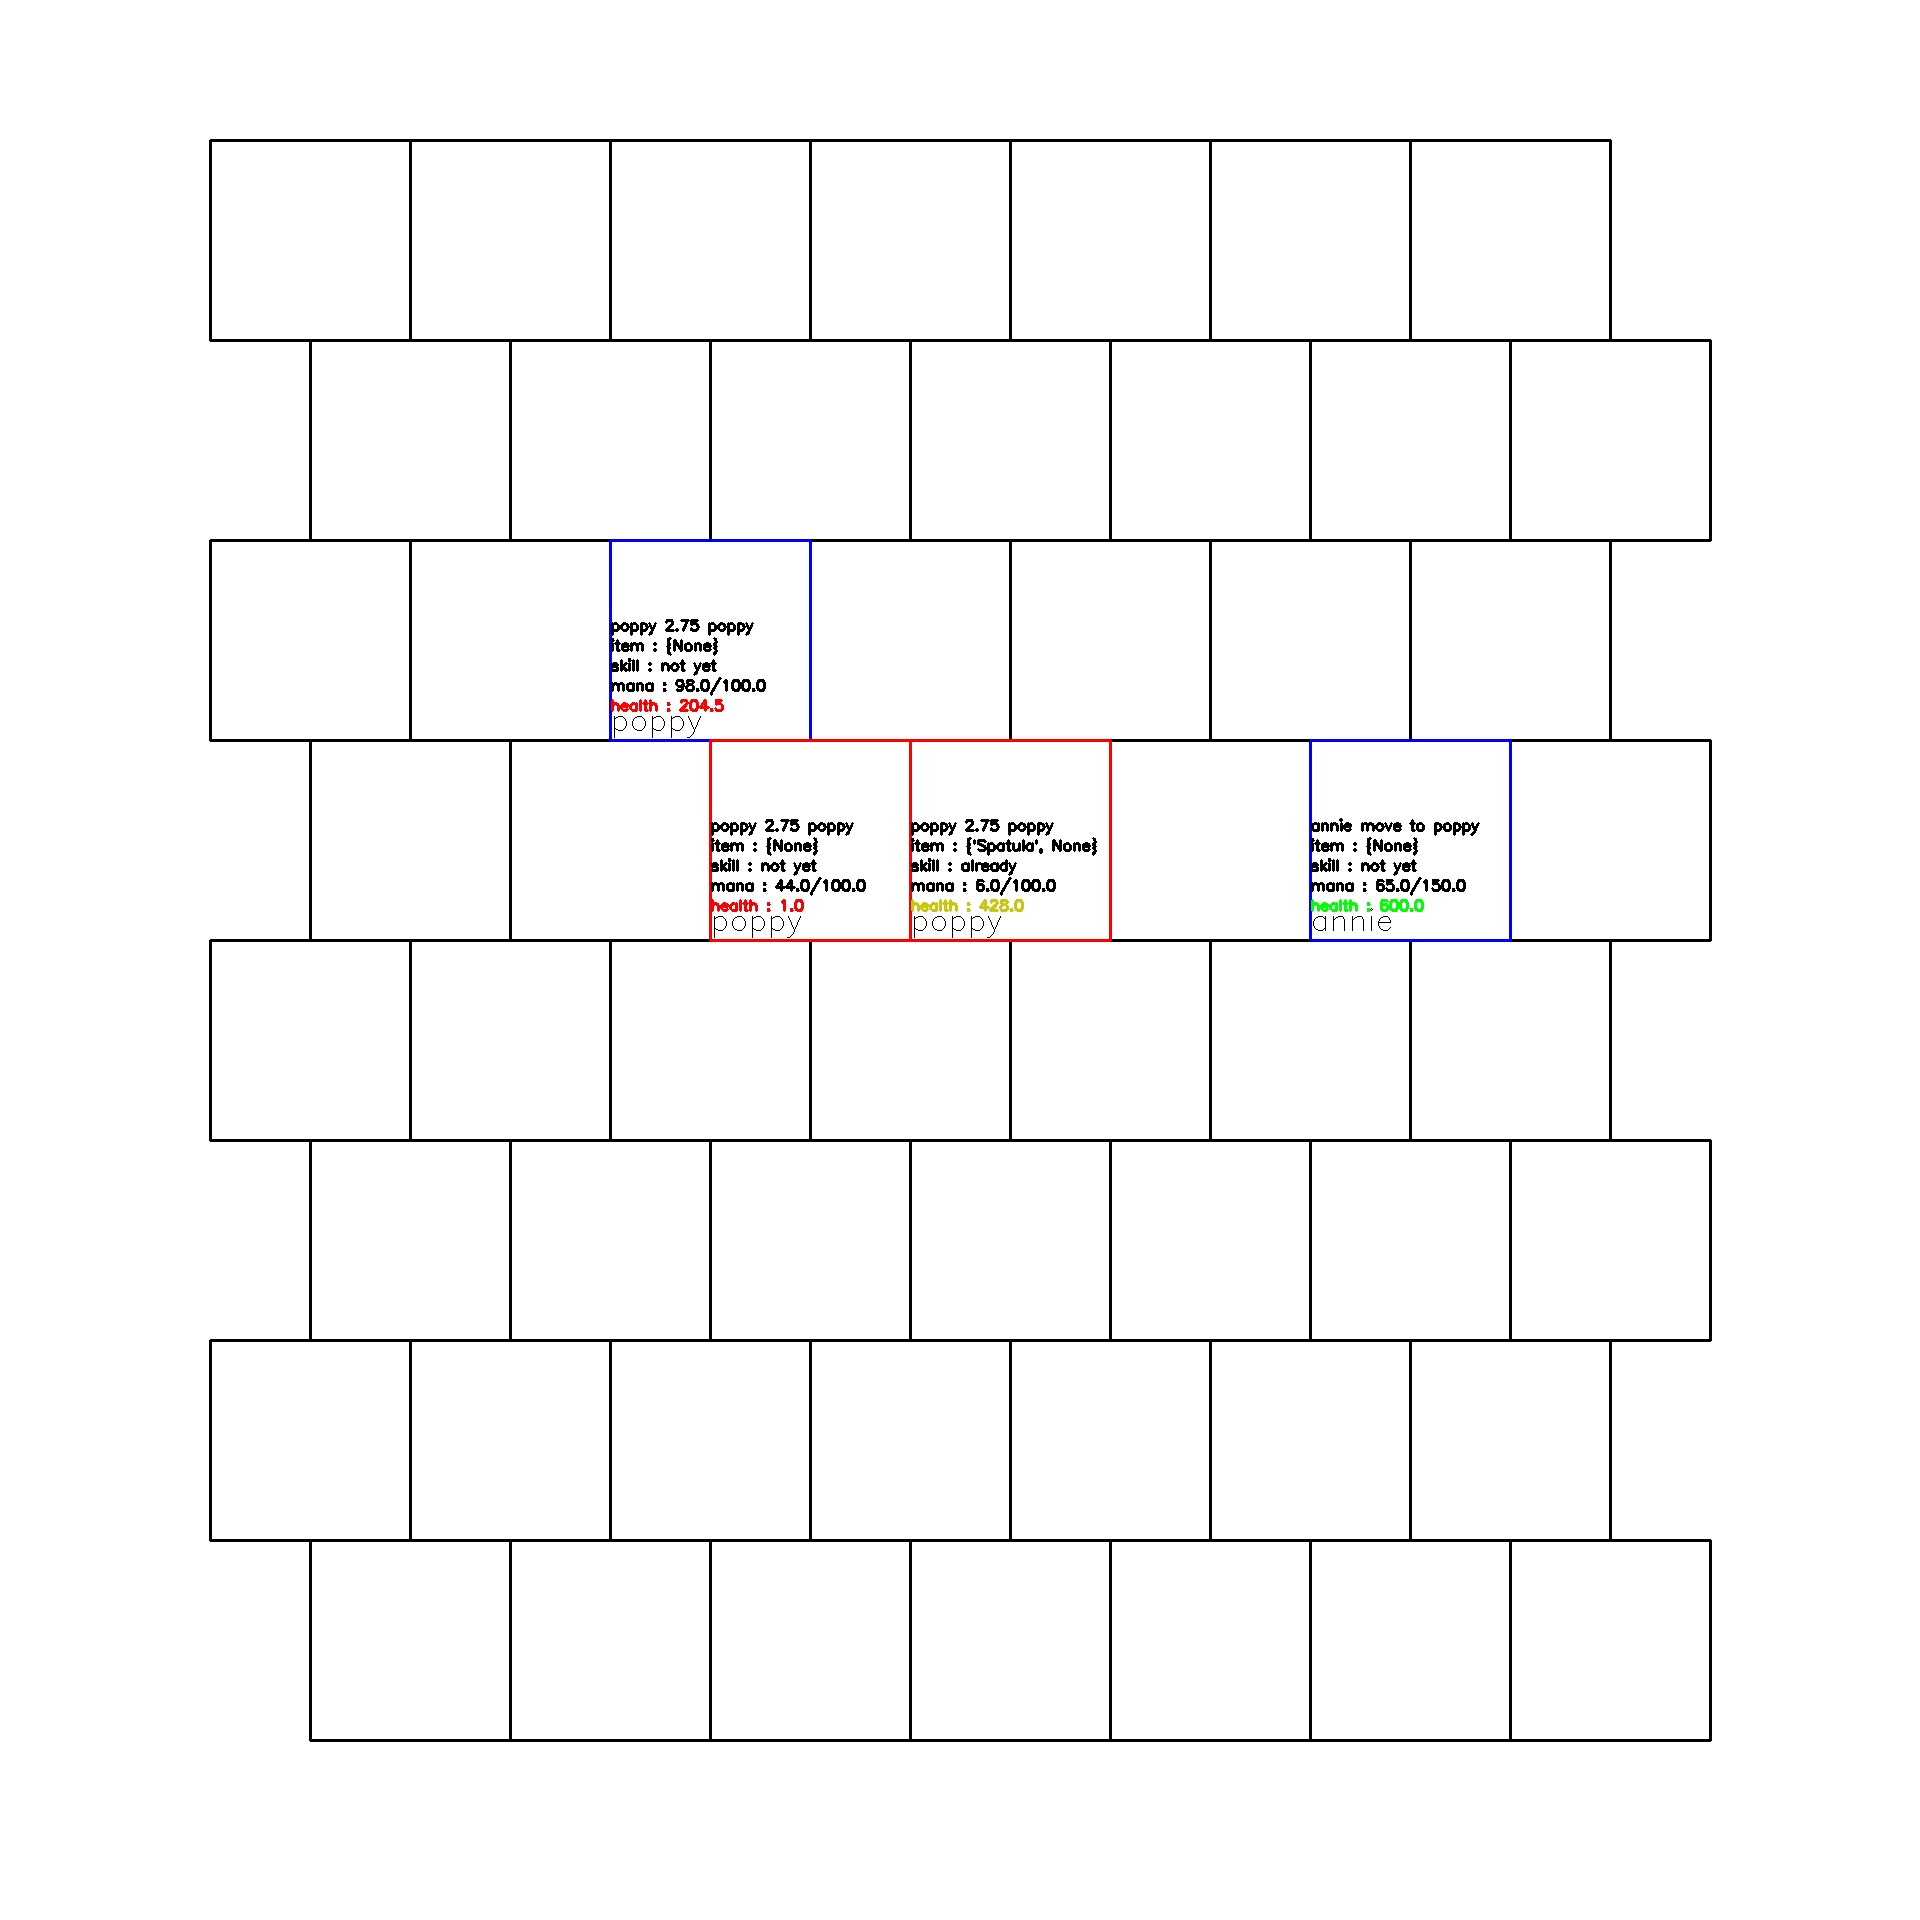 poppy 2.75 poppy
item : {None}
skill : not yet
mana : 98.0/100.0
health : 204.5
poppy
poppy 2.75 poppy
item : {None}
skill : not yet
mana : 44.0/100.0
health : 1.0
poppy
poppy 2.75 poppy
item : {'Spatula', None}
skill : already
mana : 6.0/100.0
health : 428.0
poppy
annie move to poppy
item : {None}
skill : not yet
mana : 65.0/150.0
health : 600.0
annie